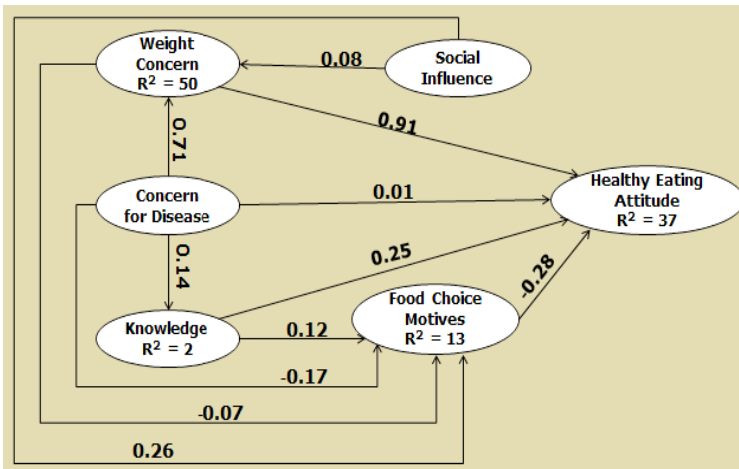 Weight
Concern
R² = 50
0.08
Social
Influence
0.91
0.71
Concern
for Disease
0.01
Healthy Eating
Attitude
R² = 37
0.14
0.25
-0.28
Knowledge
R² = 2
0.12
Food Choice
Motives
R² = 13
-0.17
-0.07
0.26